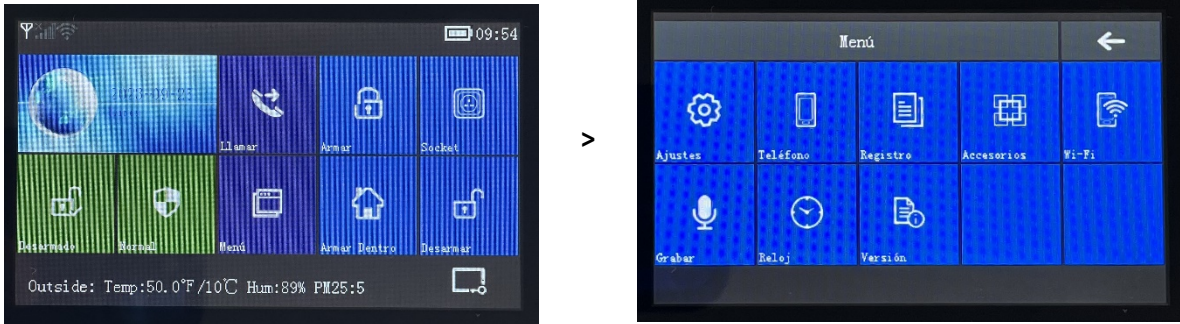 09:54
Llamar
Armar
Socket
Desarmado
Normal
Menú
Armar Dentro
Desarmar
Outside: Temp:50.0°F/10℃ Hum:89% PM25:5
>
Menú
Ajustes
Teléfono
Registro
Accesorios
Wi-Fi
Grabar
Reloj
Versión